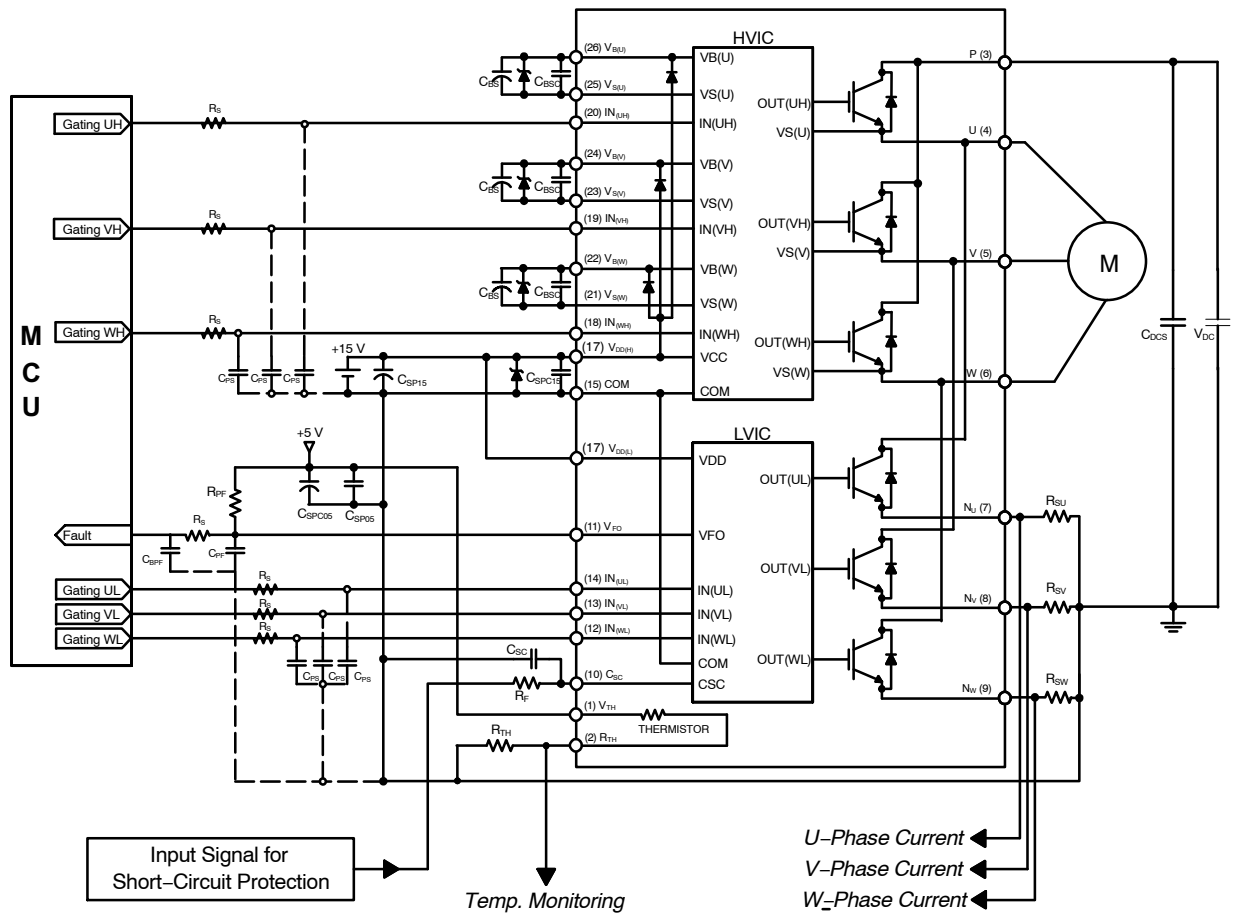 HVIC
(26) VB(U)
VB(U)
P (3)
CBS
CBSC
(25) VS(U)
VS(U)
OUT(UH)
RS
Gating UH
(20) IN(UH)
IN(UH)
VS(U)
U (4)
(24) VB(V)
VB(V)
CBS
CBSC
(23) VS(V)
VS(V)
RS
Gating VH
(19) IN(VH)
IN(VH)
OUT(VH)
VS(V)
V (5)
M
(22) VB(W)
VB(W)
CBS
CBSC
(21) VS(W)
VS(W)
RS
Gating WH
(18) IN(WH)
IN(WH)
OUT(WH)
CDCS
VDC
M
C
U
+15 V
(17) VDD(H)
VCC
VS(W)
W (6)
CPS
CPS
CPS
CSP15
CSPC15
(15) COM
COM
LVIC
+5 V
(17) VDD(L)
VDD
OUT(UL)
RPF
CSPC05
CSP05
NU (7)
RSU
RS
Fault
(11) VFO
VFO
CBPF
CPF
OUT(VL)
RS
Gating UL
(14) IN(UL)
IN(UL)
RS
Gating VL
(13) IN(VL)
IN(VL)
NV (8)
RSV
RS
Gating WL
(12) IN(WL)
IN(WL)
CSC
COM
OUT(WL)
CPS
CPS
CPS
RF
(10) CSC
CSC
NW (9)
RSW
(1) VTH
THERMISTOR
RTH
(2) RTH
U−Phase Current
Input Signal for
Short−Circuit Protection
V−Phase Current
Temp. Monitoring
W−Phase Current